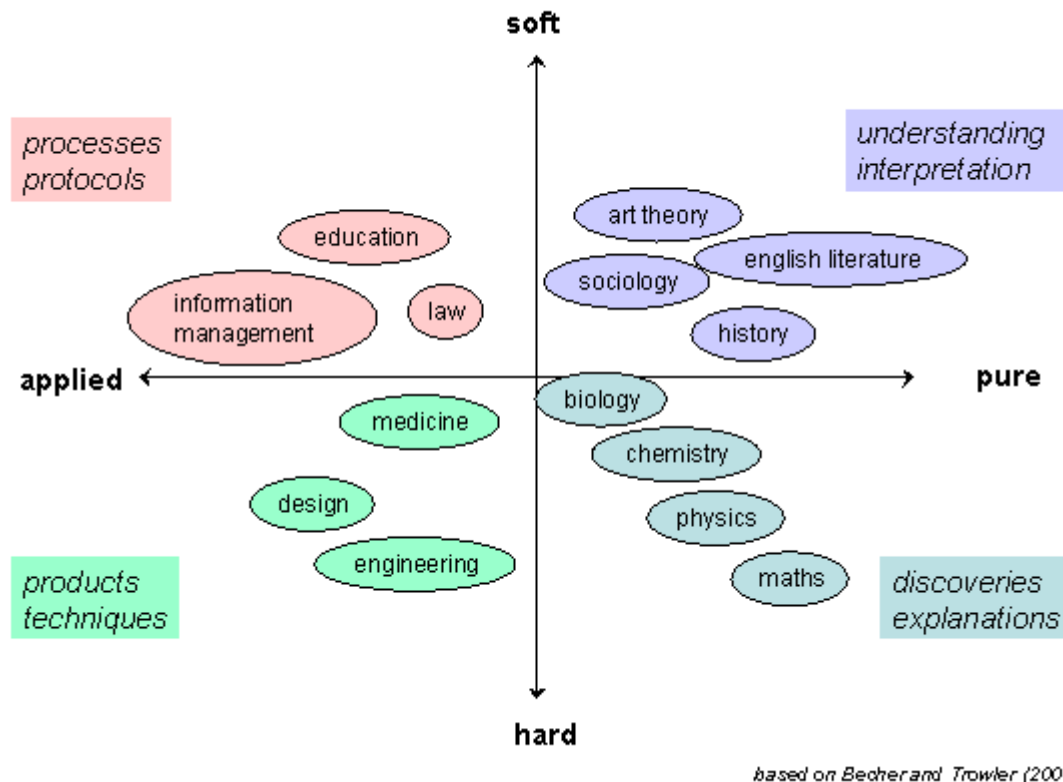 soft
processes
protocols
understanding
interpretation
art theory
education
english literature
sociology
information
management
law
history
applied
pure
biology
medicine
chemistry
design
physics
engineering
maths
products
techniques
discoveries
explanations
hard
based on Becher and Trowler (200